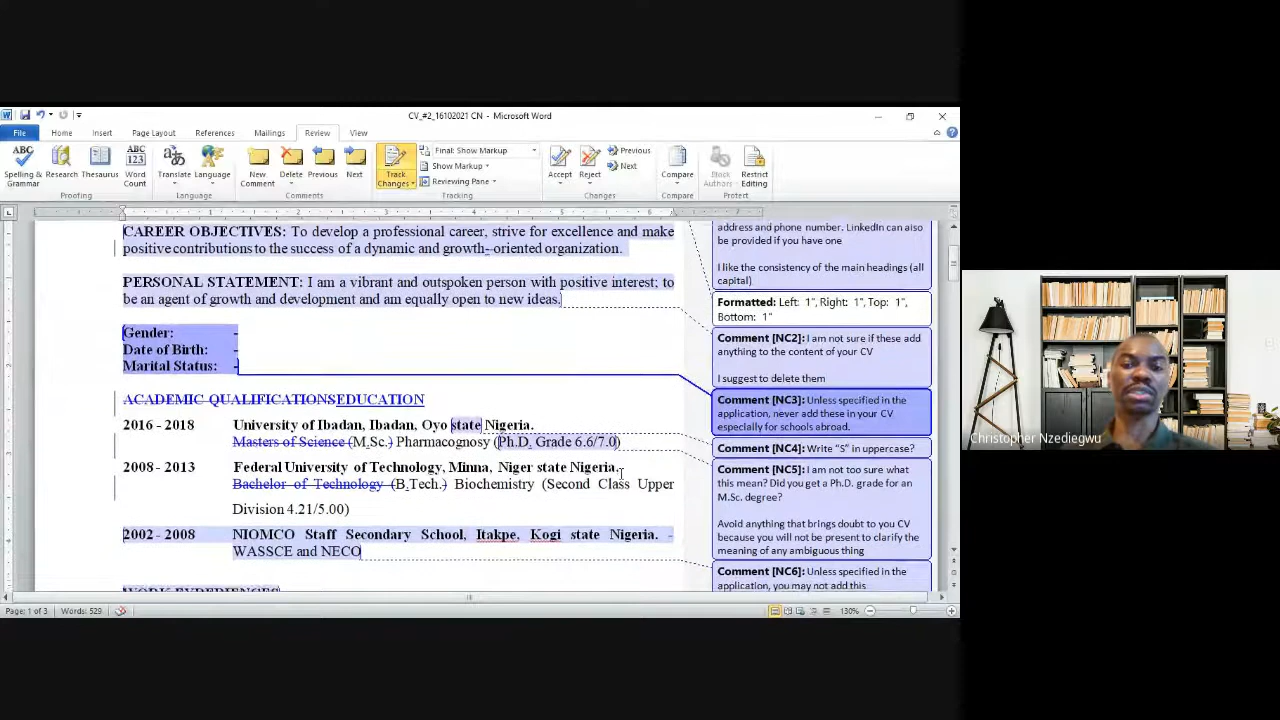 CV_#2_16102021 CN - Microsoft Word
File Home Insert Page Layout References Mailings Review View
Spelling & Grammar
Research
Thesaurus
Word Count
Proofing
Translate
Language
Language
New Comment
Delete
Previous
Next
Comments
Track Changes
Final: Show Markup
Show Markup
Reviewing Pane
Tracking
Accept
Reject
Previous
Next
Changes
Compare
Compare
Block Authors
Restrict Editing
Protect
CAREER OBJECTIVES: To develop a professional career, strive for excellence and make
positive contributions to the success of a dynamic and growth--oriented organization.
PERSONAL STATEMENT: I am a vibrant and outspoken person with positive interest; to
be an agent of growth and development and am equally open to new ideas.
Gender: -
Date of Birth: -
Marital Status: -
ACADEMIC QUALIFICATIONSEDUCATION
2016 - 2018 University of Ibadan, Ibadan, Oyo state Nigeria.
Masters of Science (M.Sc.) Pharmacognosy (Ph.D. Grade 6.6/7.0)
2008 - 2013 Federal University of Technology, Minna, Niger state Nigeria.
Bachelor of Technology (B.Tech.) Biochemistry (Second Class Upper
Division 4.21/5.00)
2002 - 2008 NIOMCO Staff Secondary School, Itakpe, Kogi state Nigeria. -
WASSCE and NECO
WORK EXPERIENCES
address and phone number. LinkedIn can also
be provided if you have one
I like the consistency of the main headings (all
capital)
Formatted: Left: 1", Right: 1", Top: 1",
Bottom: 1"
Comment [NC2]: I am not sure if these add
anything to the content of your CV
I suggest to delete them
Comment [NC3]: Unless specified in the
application, never add these in your CV
especially for schools abroad.
Comment [NC4]: Write “S” in uppercase?
Comment [NC5]: I am not too sure what
this mean? Did you get a Ph.D. grade for an
M.Sc. degree?
Avoid anything that brings doubt to you CV
because you will not be present to clarify the
meaning of any ambiguous thing
Comment [NC6]: Unless specified in the
application, you may not add this
Page: 1 of 3 Words: 529 130%
Christopher Nzediegwu